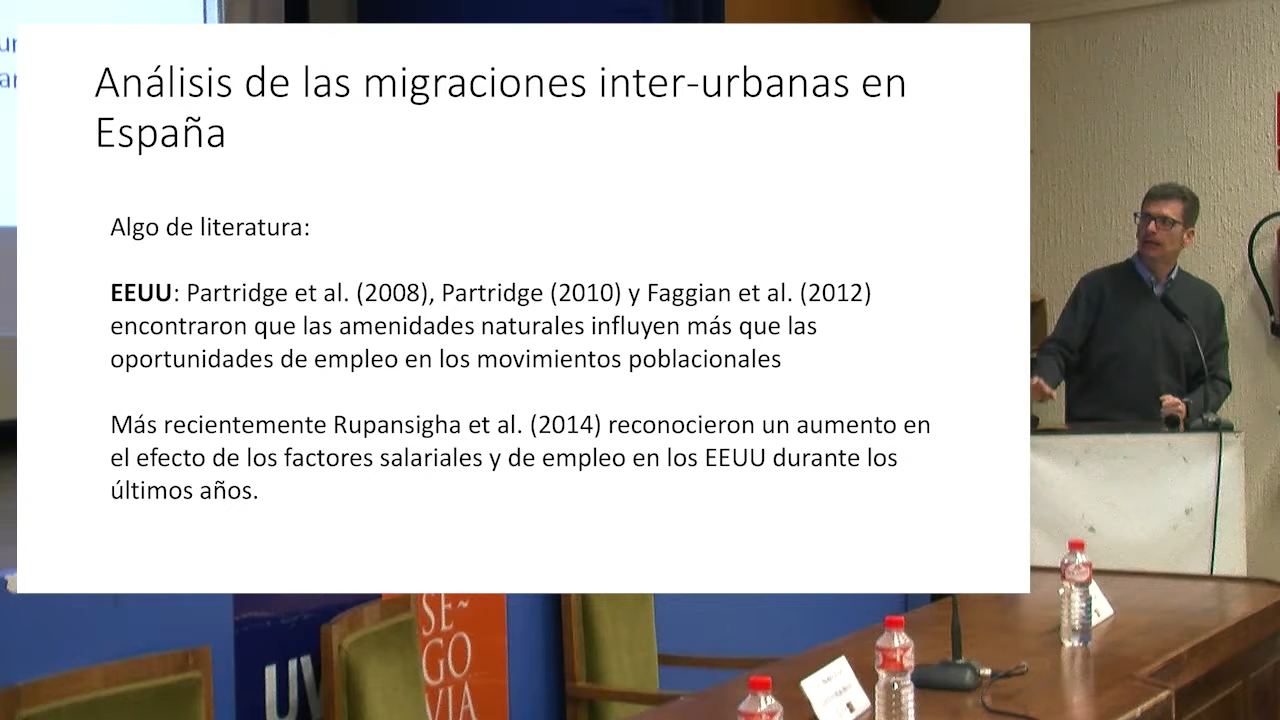 Análisis de las migraciones inter-urbanas en
España
Algo de literatura:
EEUU: Partridge et al. (2008), Partridge (2010) y Faggian et al. (2012)
encontraron que las amenidades naturales influyen más que las
oportunidades de empleo en los movimientos poblacionales
Más recientemente Rupansigha et al. (2014) reconocieron un aumento en
el efecto de los factores salariales y de empleo en los EEUU durante los
últimos años.
SE~
GO
VIA